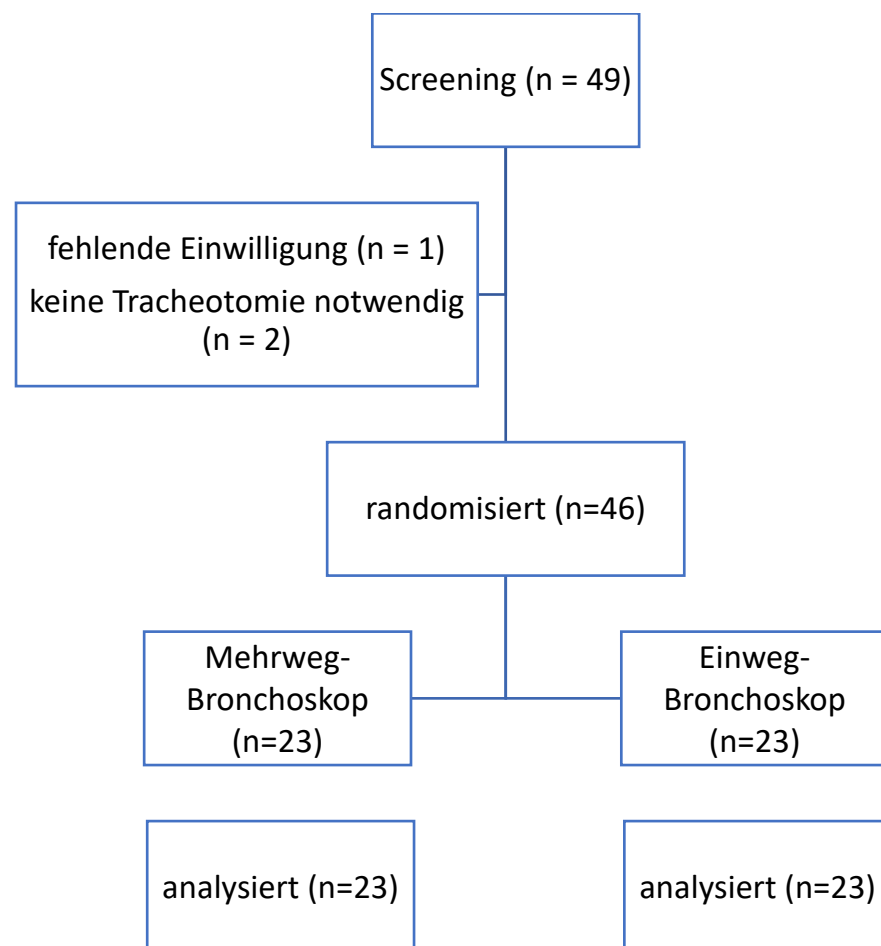 Screening (n = 49)
fehlende Einwilligung (n = 1)
keine Tracheotomie notwendig
(n = 2)
randomisiert (n=46)
Mehrweg-
Bronchoskop
(n=23)
Einweg-
Bronchoskop
(n=23)
analysiert (n=23)
analysiert (n=23)